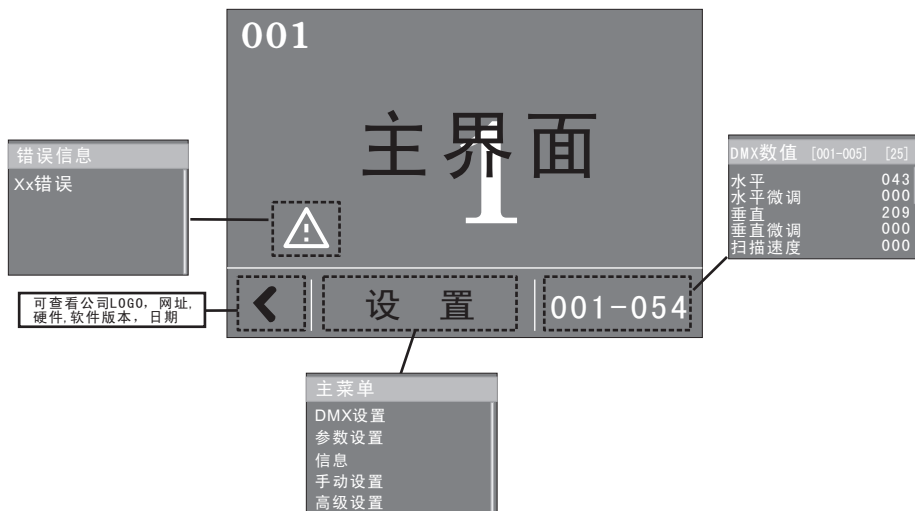 001
主界面
1
设 置
001-054
错误信息
Xx错误
可查看公司LOGO，网址，
硬件，软件版本，日期
DMX数值 [001-005] [25]
水平 043
水平微调 000
垂直 209
垂直微调 000
扫描速度 000
主菜单
DMX设置
参数设置
信息
手动设置
高级设置